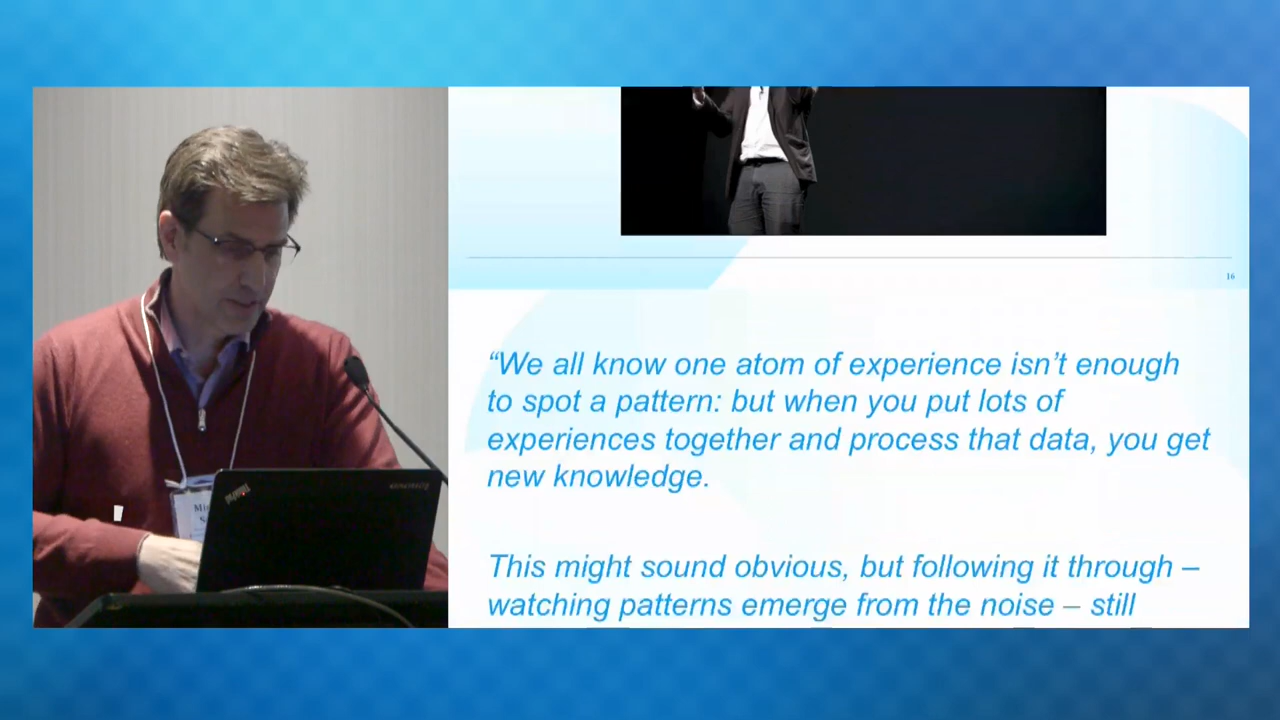 16
“We all know one atom of experience isn’t enough
to spot a pattern: but when you put lots of
experiences together and process that data, you get
new knowledge.
This might sound obvious, but following it through –
watching patterns emerge from the noise – still
ThinkPad